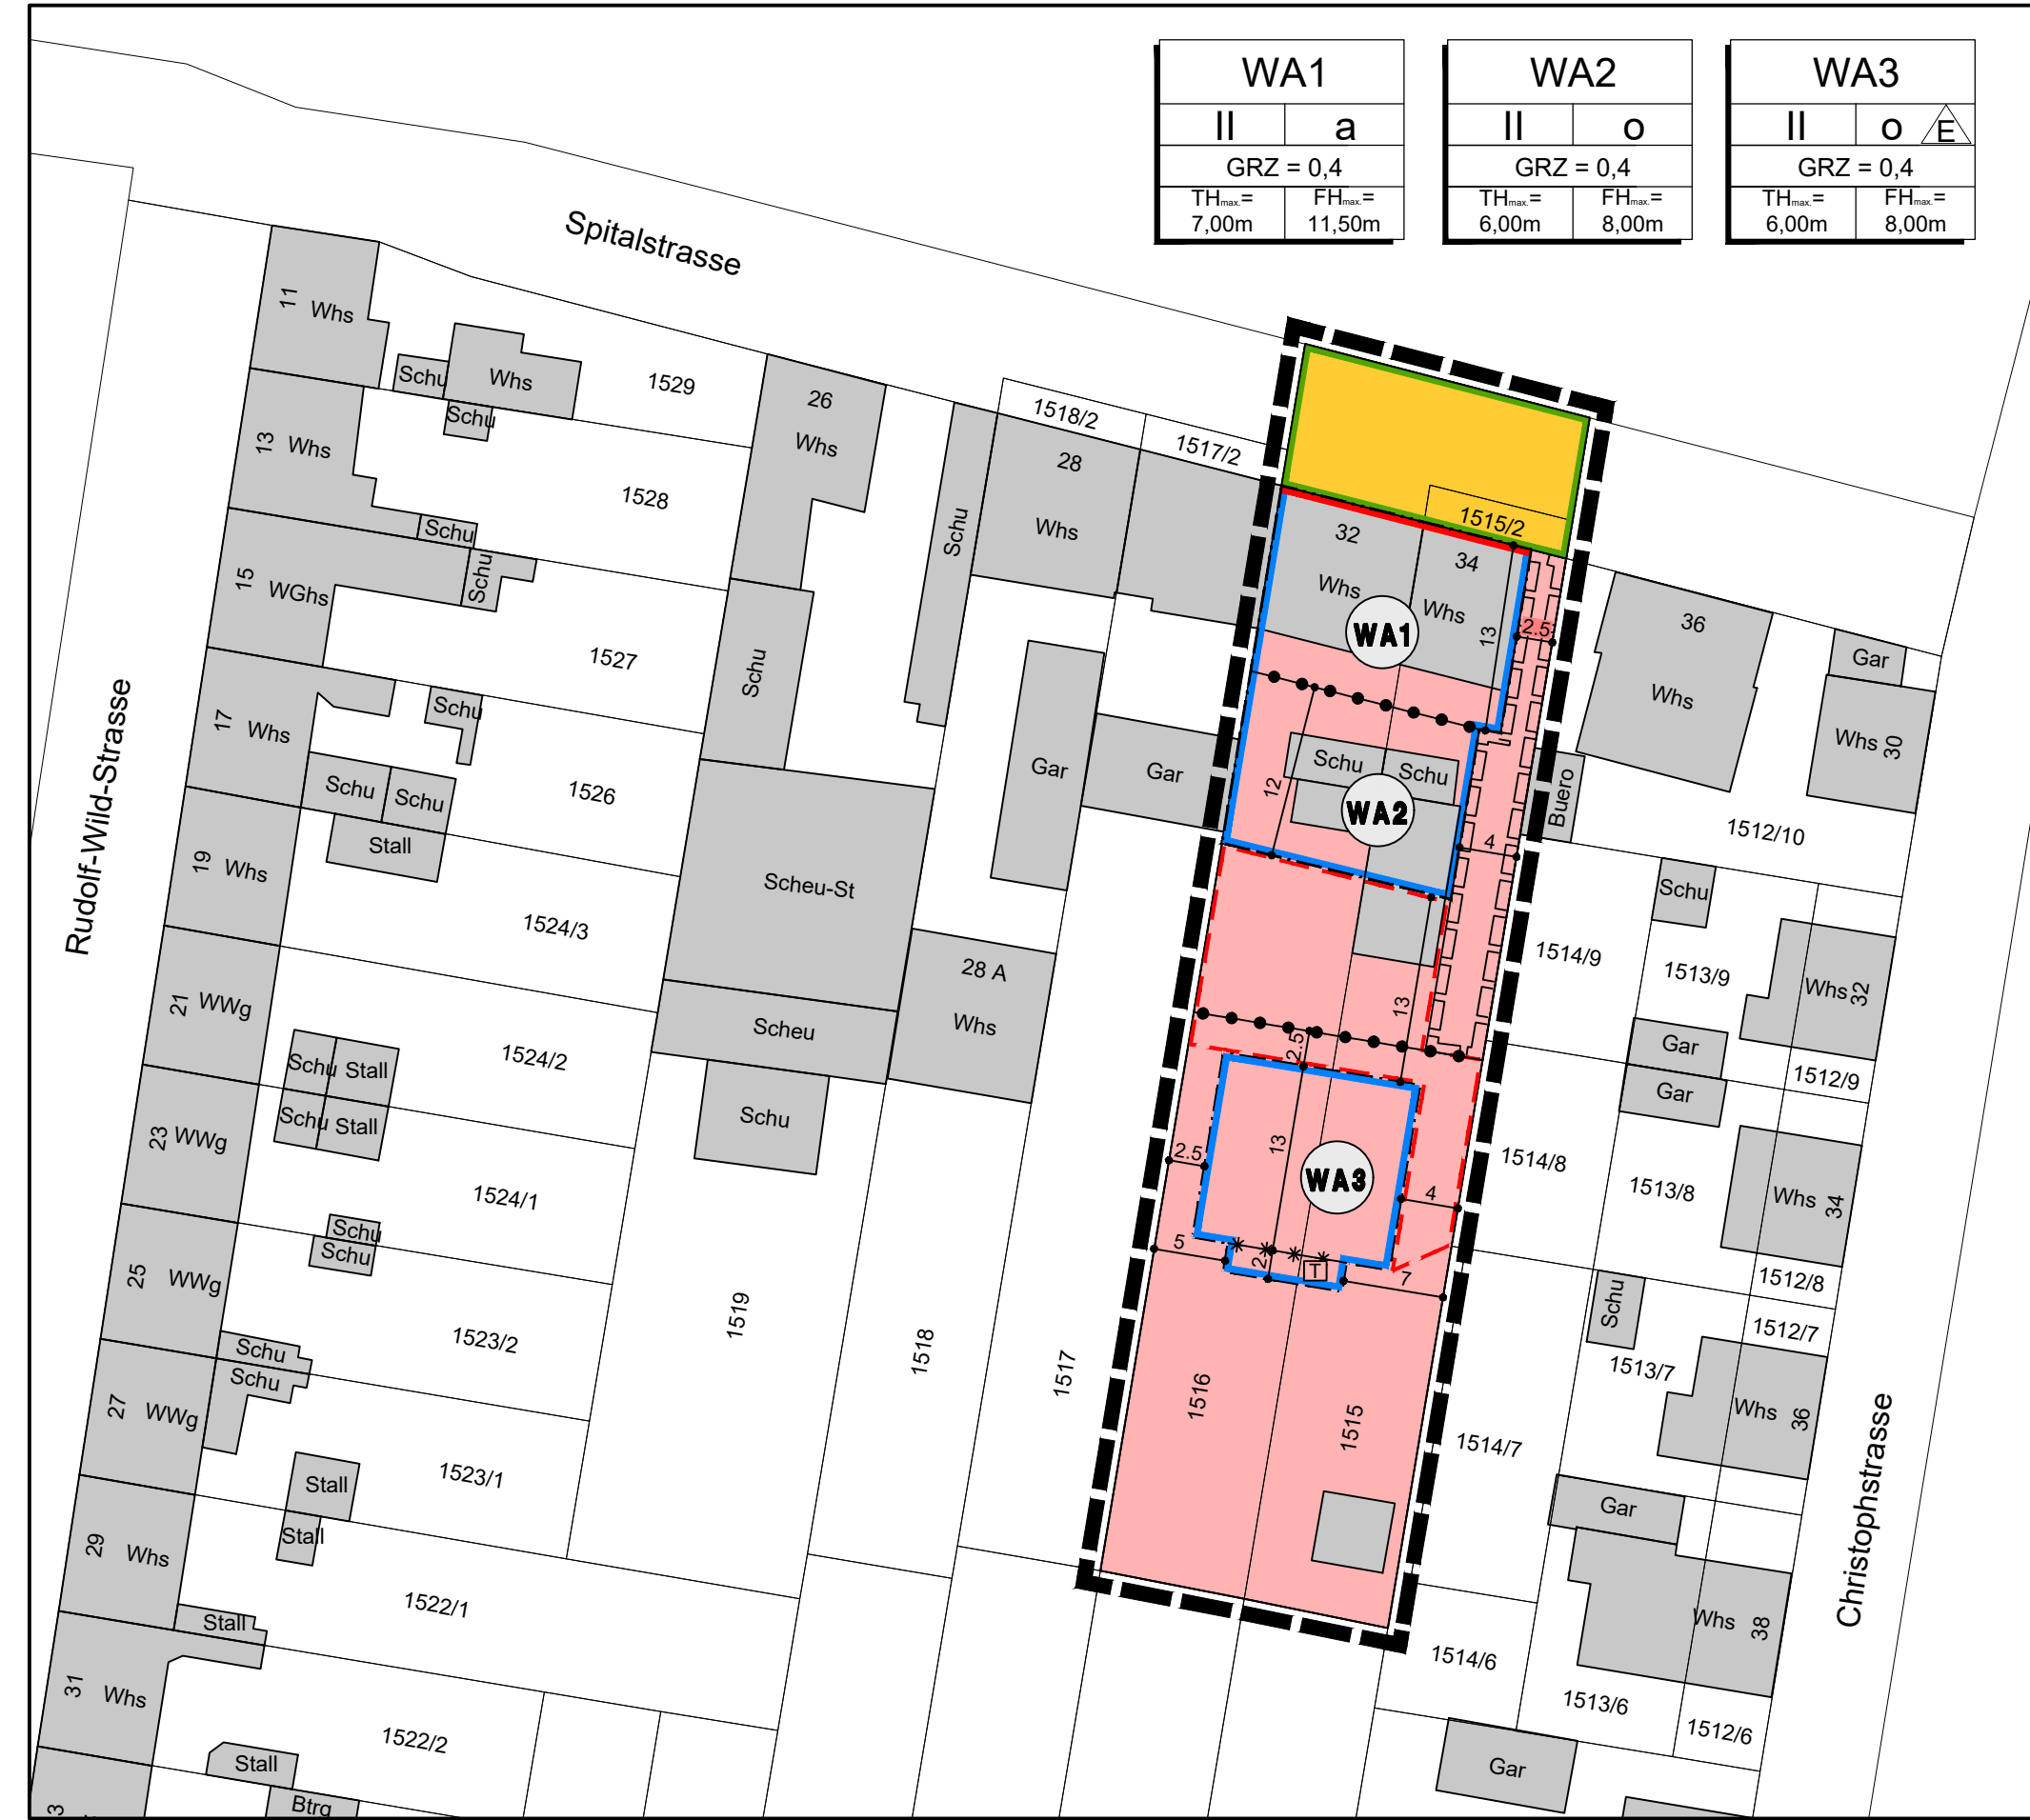 WA1
II a
GRZ = 0,4
THmax.= FHmax.=
7,00m 11,50m
WA2
II o
GRZ = 0,4
THmax.= FHmax.=
6,00m 8,00m
WA3
II o E
GRZ = 0,4
THmax.= FHmax.=
6,00m 8,00m
Spitalstrasse
Rudolf-Wild-Strasse
Christophstrasse
11 Whs
Schu
Whs
1529
Schu
13 Whs
1528
Schu
15 WGhs
Schu
1527
17 Whs
Schu
1526
Schu
Schu
Stall
19 Whs
1524/3
21 WWg
Schu Stall
1524/2
Schu Stall
23 WWg
1524/1
Schu
Schu
25 WWg
1523/2
Schu
Schu
27 WWg
1523/1
Stall
Stall
29 Whs
1522/1
Stall
31 Whs
1522/2
Stall
Btrg
3
26
Whs
Schu
Schu
Scheu-St
Scheu
Schu
1519
1518/2
28
Whs
1517/2
Gar
Gar
28 A
Whs
1518
1517
1515/2
32
Whs
34
Whs
WA1
13
2.5
Schu
Schu
12
WA2
4
13
2.5
13
2.5
WA3
4
5
2
T
7
1516
1515
36
Whs
Gar
Whs 30
Buero
1512/10
Schu
1514/9
1513/9
Whs 32
Gar
Gar
1512/9
1514/8
1513/8
Whs 34
1512/8
Schu
1512/7
1513/7
Whs 36
1514/7
Gar
Whs 38
1514/6
1513/6
1512/6
Gar